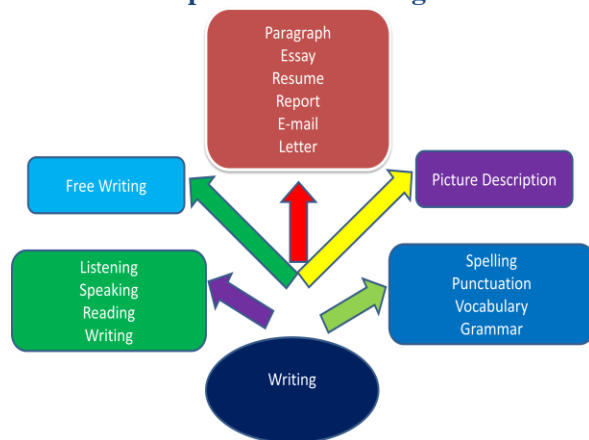 Paragraph
Essay
Resume
Report
E-mail
Letter
Free Writing
Picture Description
Listening
Speaking
Reading
Writing
Spelling
Punctuation
Vocabulary
Grammar
Writing